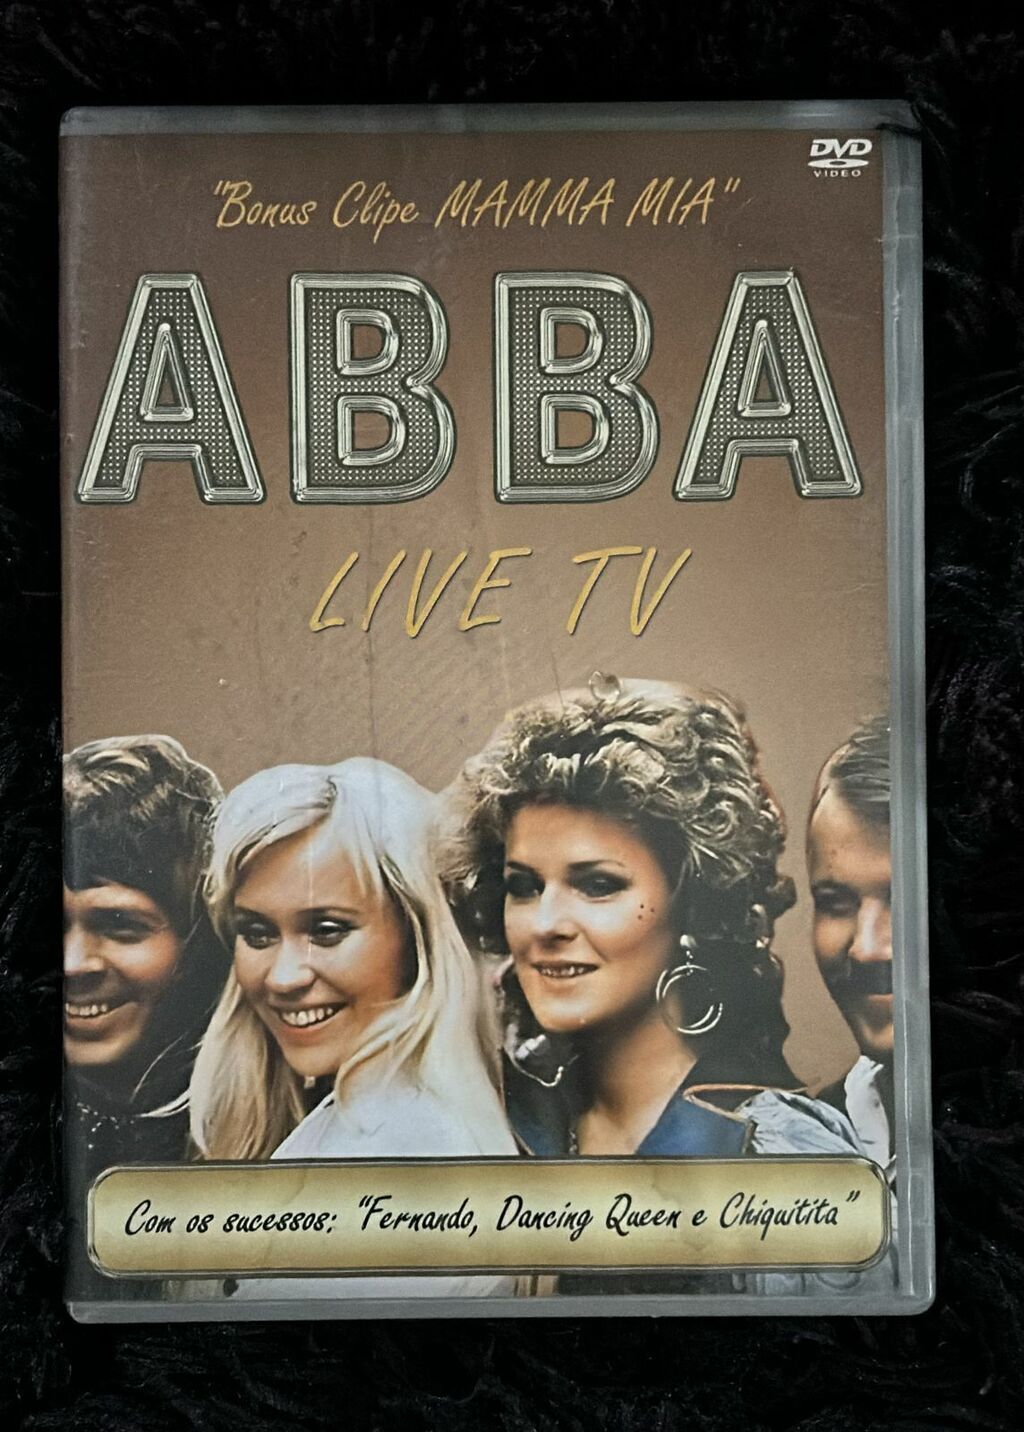 DVD
VIDEO
"Bonus Clipe MAMMA MIA"
ABBA
LIVE TV
Com os sucessos: "Fernando, Dancing Queen e Chiquitita"